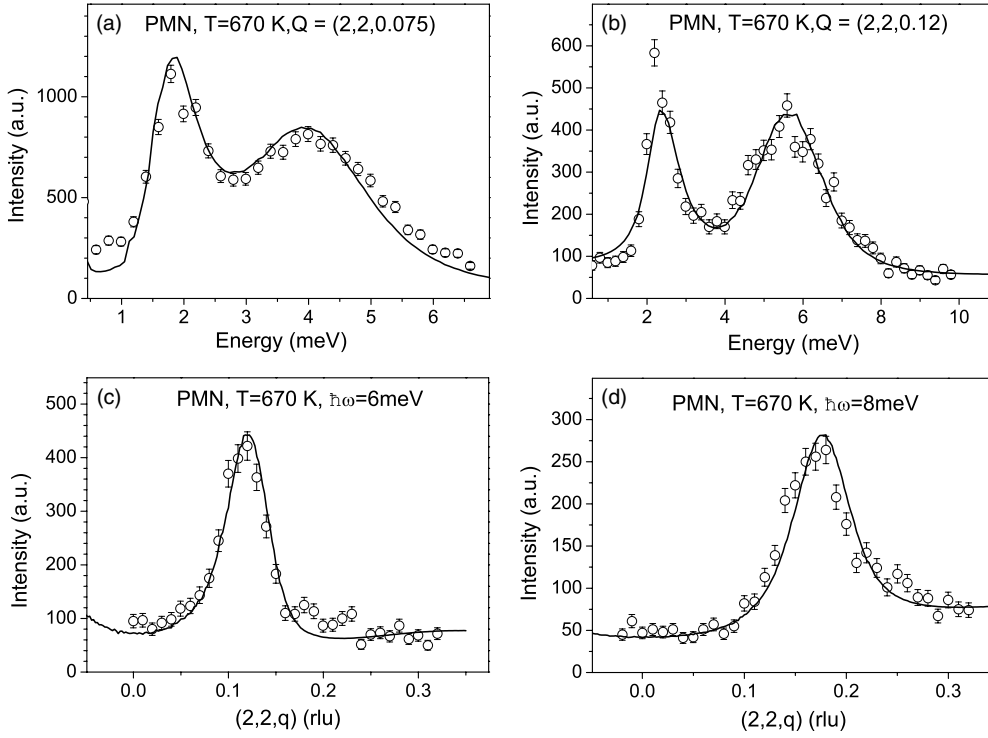 (a) PMN, T=670 K,Q = (2,2,0.075)
1000
500
0
Intensity (a.u.)
1 2 3 4 5 6
Energy (meV)
(b) PMN, T=670 K,Q = (2,2,0.12)
600
500
400
300
200
100
0
Intensity (a.u.)
2 4 6 8 10
Energy (meV)
(c) PMN, T=670 K, ħω=6meV
500
400
300
200
100
0
Intensity (a.u.)
0.0 0.1 0.2 0.3
(2,2,q) (rlu)
(d) PMN, T=670 K, ħω=8meV
300
250
200
150
100
50
0
Intensity (a.u.)
0.0 0.1 0.2 0.3
(2,2,q) (rlu)